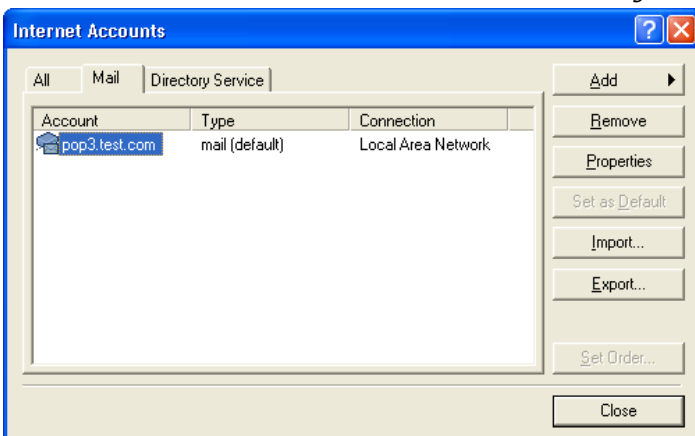 Internet Accounts
All Mail Directory Service
Account Type Connection
pop3.test.com mail (default) Local Area Network
Add
Remove
Properties
Set as Default
Import...
Export...
Set Order...
Close